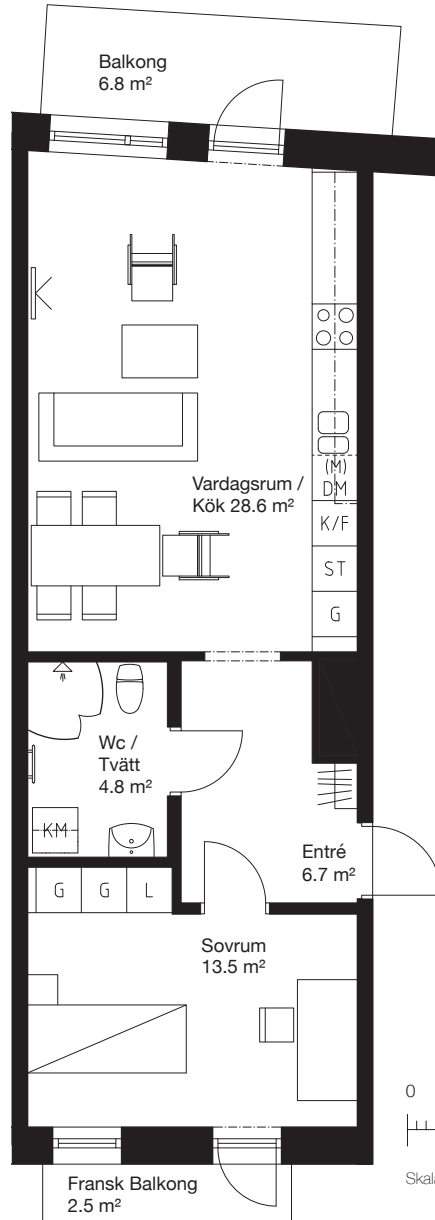 Balkong
6.8 m²
Vardagsrum /
Kök 28.6 m²
(M)
DM
K/F
ST
G
Wc /
Tvätt
4.8 m²
KM
Entré
6.7 m²
G G L
Sovrum
13.5 m²
0
Fransk Balkong
2.5 m²